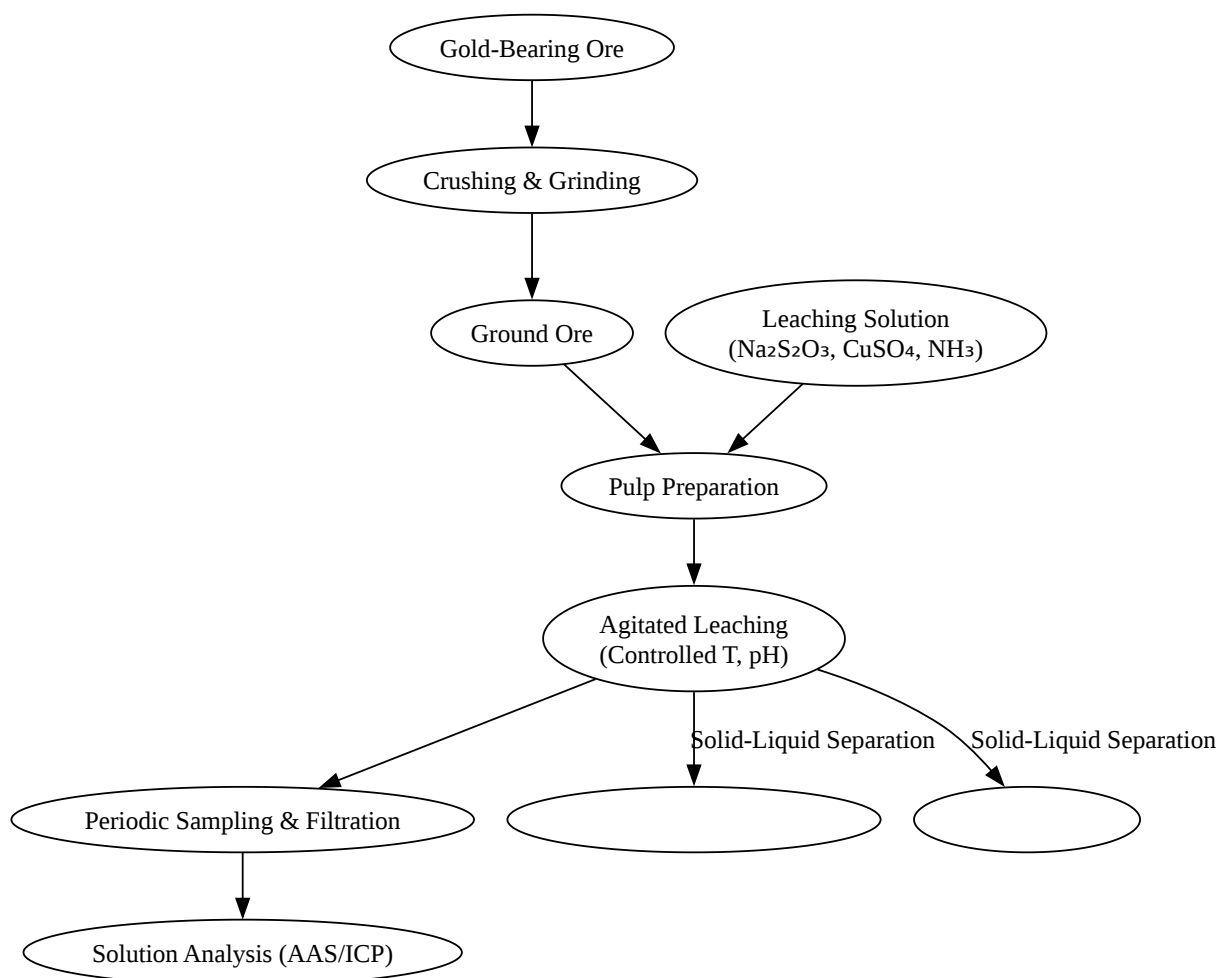 Gold-Bearing Ore
Crushing & Grinding
Ground Ore
Leaching Solution
(Na₂S₂O₃, CuSO₄, NH₃)
Pulp Preparation
Agitated Leaching
(Controlled T, pH)
Solid-Liquid Separation
Solid-Liquid Separation
Periodic Sampling & Filtration
Solution Analysis (AAS/ICP)